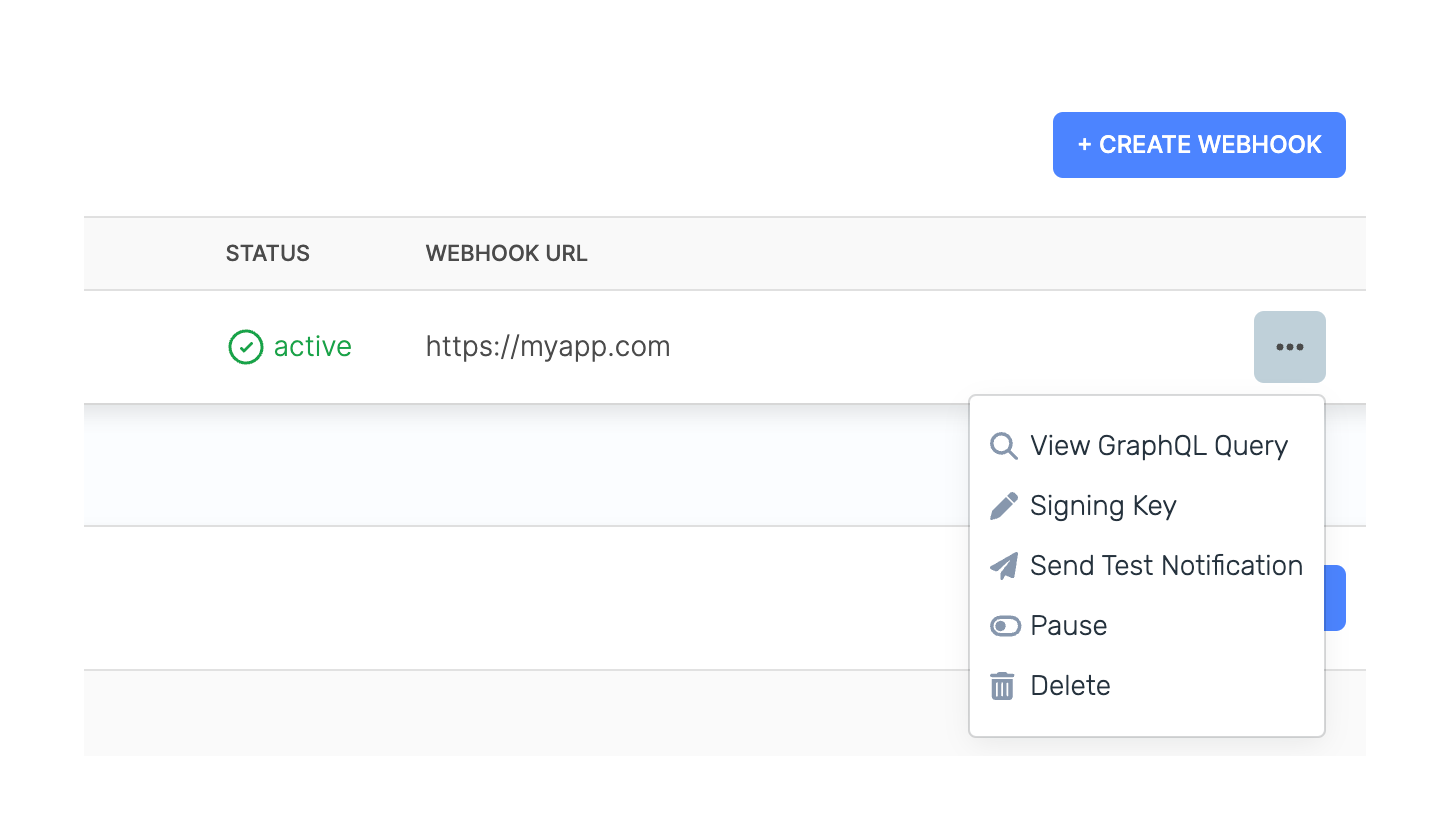 + CREATE WEBHOOK
STATUS WEBHOOK URL
active https://myapp.com
View GraphQL Query
Signing Key
Send Test Notification
Pause
Delete